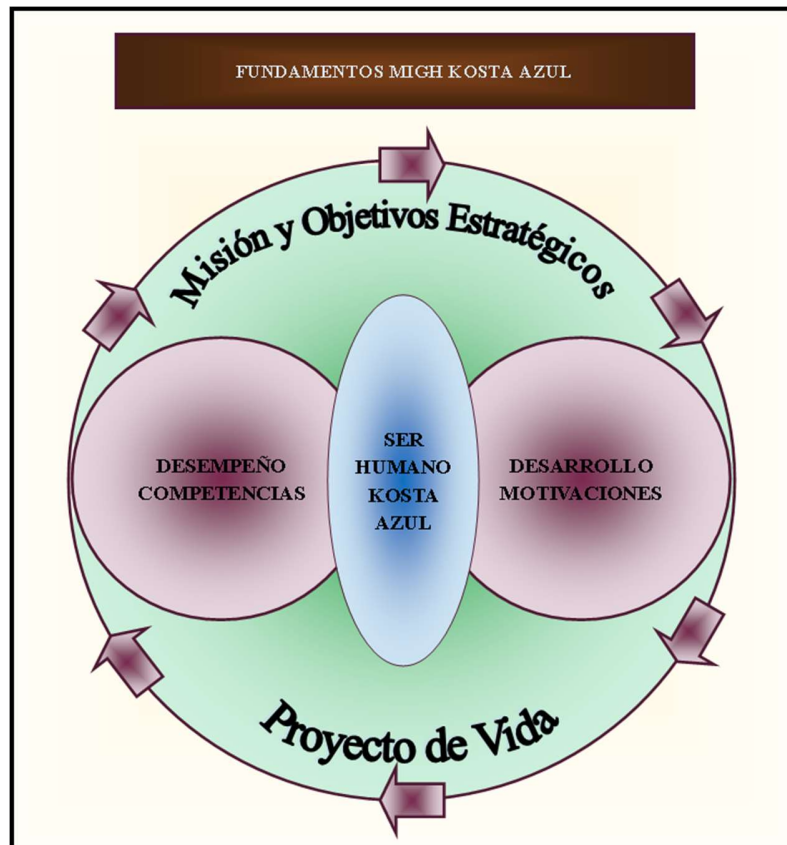 FUNDAMENTOS MIGH KOSTA AZUL
Misión y Objetivos Estratégicos
DESEMPEÑO
COMPETENCIAS
SER
HUMANO
KOSTA
AZUL
DESARROLLO
MOTIVACIONES
Proyecto de Vida